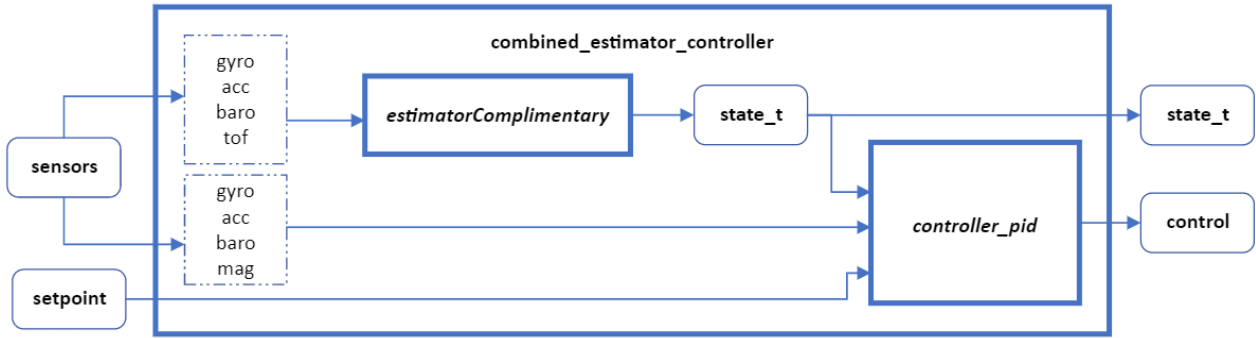 combined_estimator_controller
gyro
acc
baro
tof
estimatorComplimentary
state_t
state_t
sensors
gyro
acc
baro
mag
controller_pid
control
setpoint